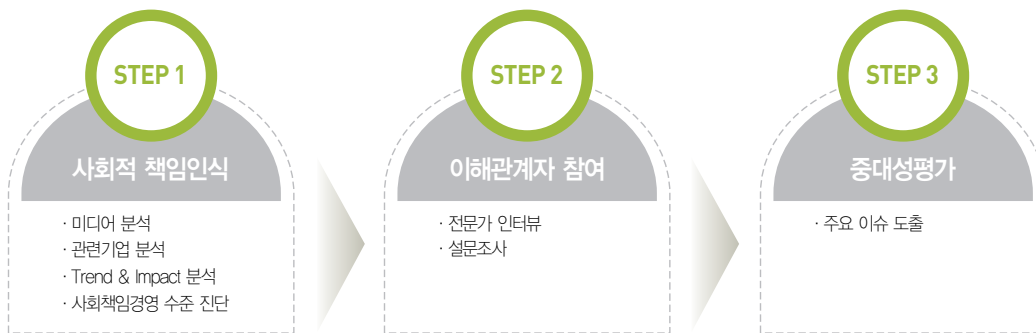 STEP 1
사회적 책임인식
· 미디어 분석
· 관련기업 분석
· Trend & Impact 분석
· 사회책임경영 수준 진단
STEP 2
이해관계자 참여
· 전문가 인터뷰
· 설문조사
STEP 3
중대성평가
· 주요 이슈 도출